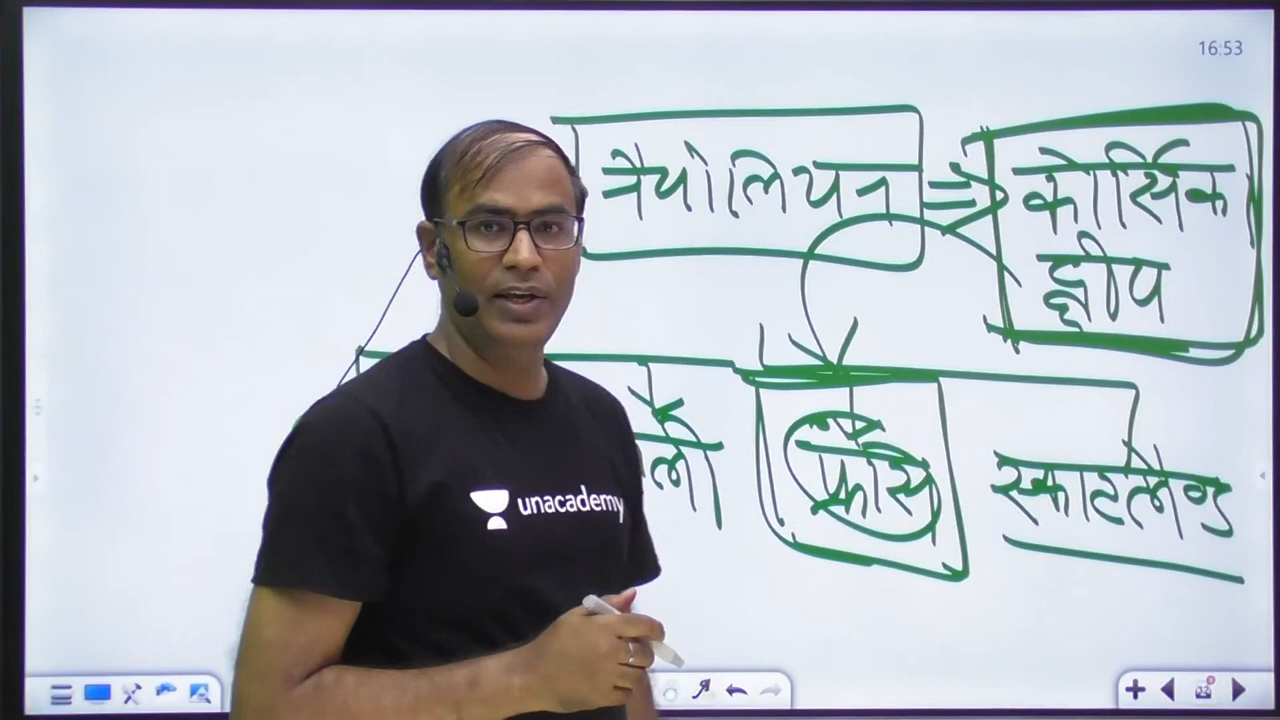 16:53
नैपोलियन ⇒ कोर्सिक
द्वीप
ली फ्रांस स्काटलैण्ड
unacademy